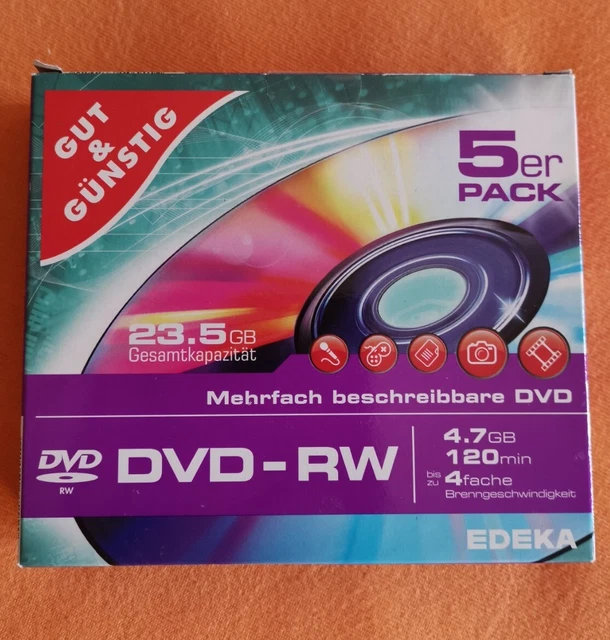 GUT
&
GÜNSTIG
5er
PACK
23.5GB
Gesamtkapazität
Mehrfach beschreibbare DVD
DVD
RW
DVD-RW
4.7GB
120min
bis zu 4fache
Brenngeschwindigkeit
EDEKA